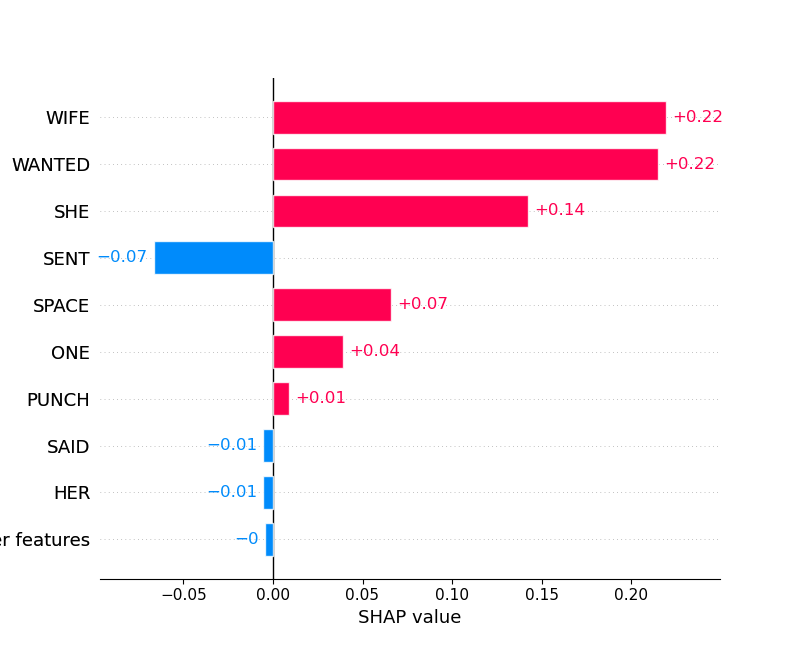 WIFE +0.22
WANTED +0.22
SHE +0.14
SENT −0.07
SPACE +0.07
ONE +0.04
PUNCH +0.01
SAID −0.01
HER −0.01
features −0
−0.05 0.00 0.05 0.10 0.15 0.20
SHAP value